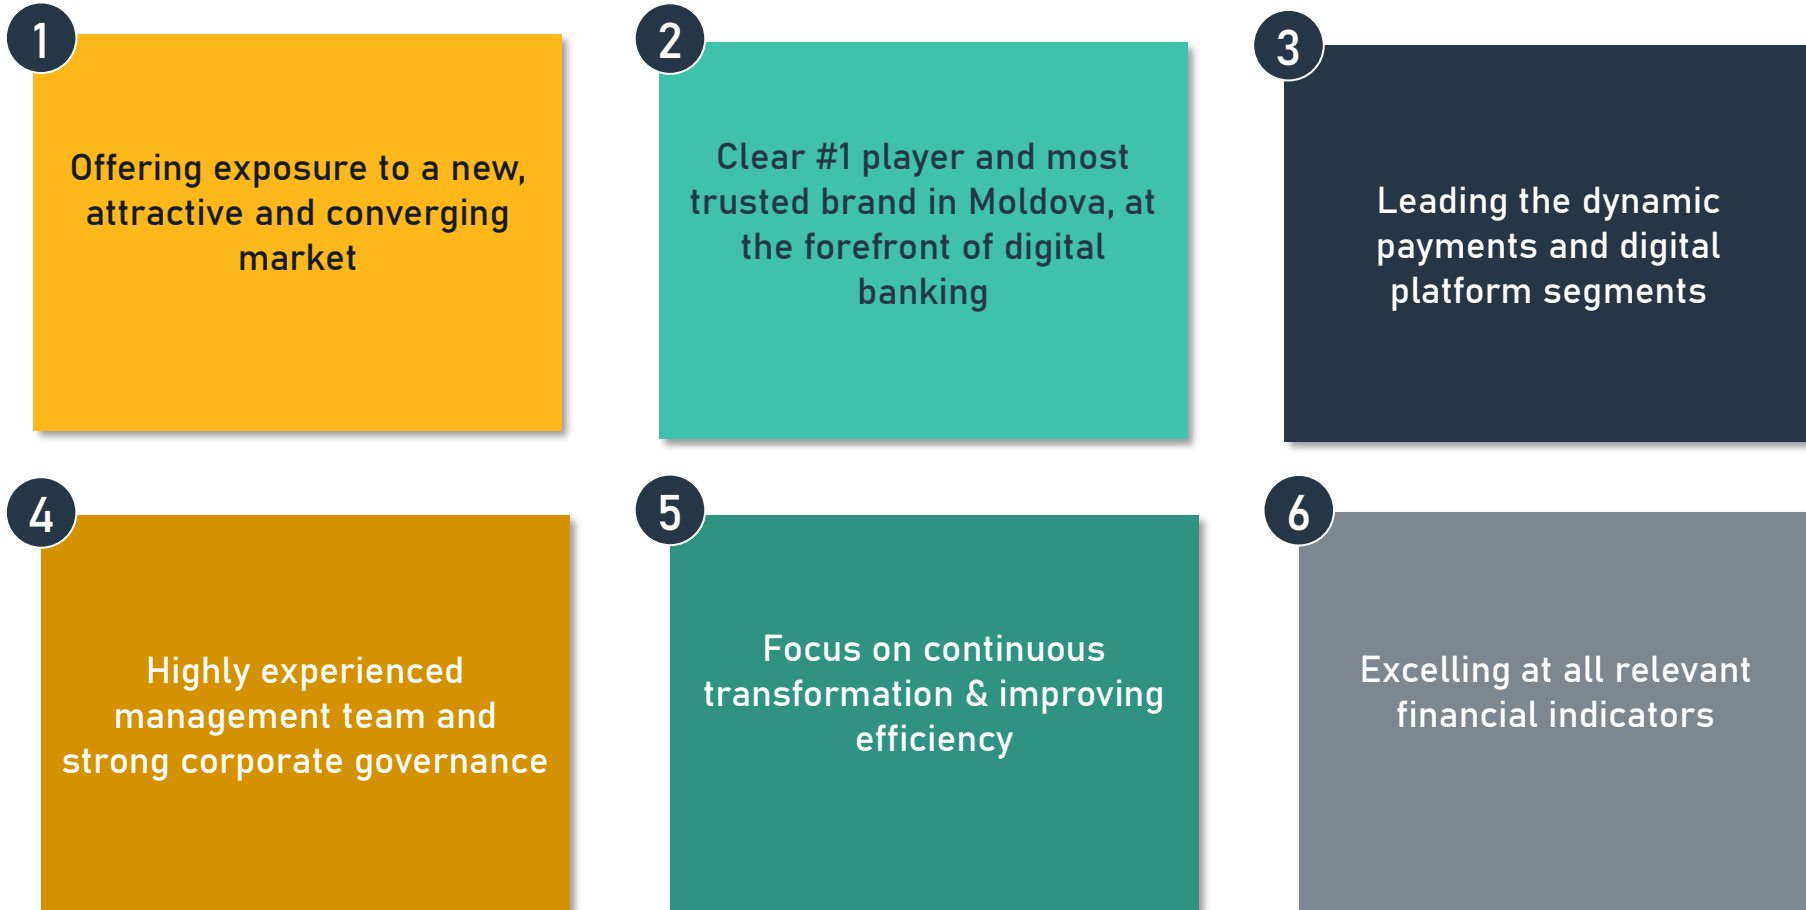 1
Offering exposure to a new,
attractive and converging
market
2
Clear #1 player and most
trusted brand in Moldova, at
the forefront of digital
banking
3
Leading the dynamic
payments and digital
platform segments
4
Highly experienced
management team and
strong corporate governance
5
Focus on continuous
transformation & improving
efficiency
6
Excelling at all relevant
financial indicators